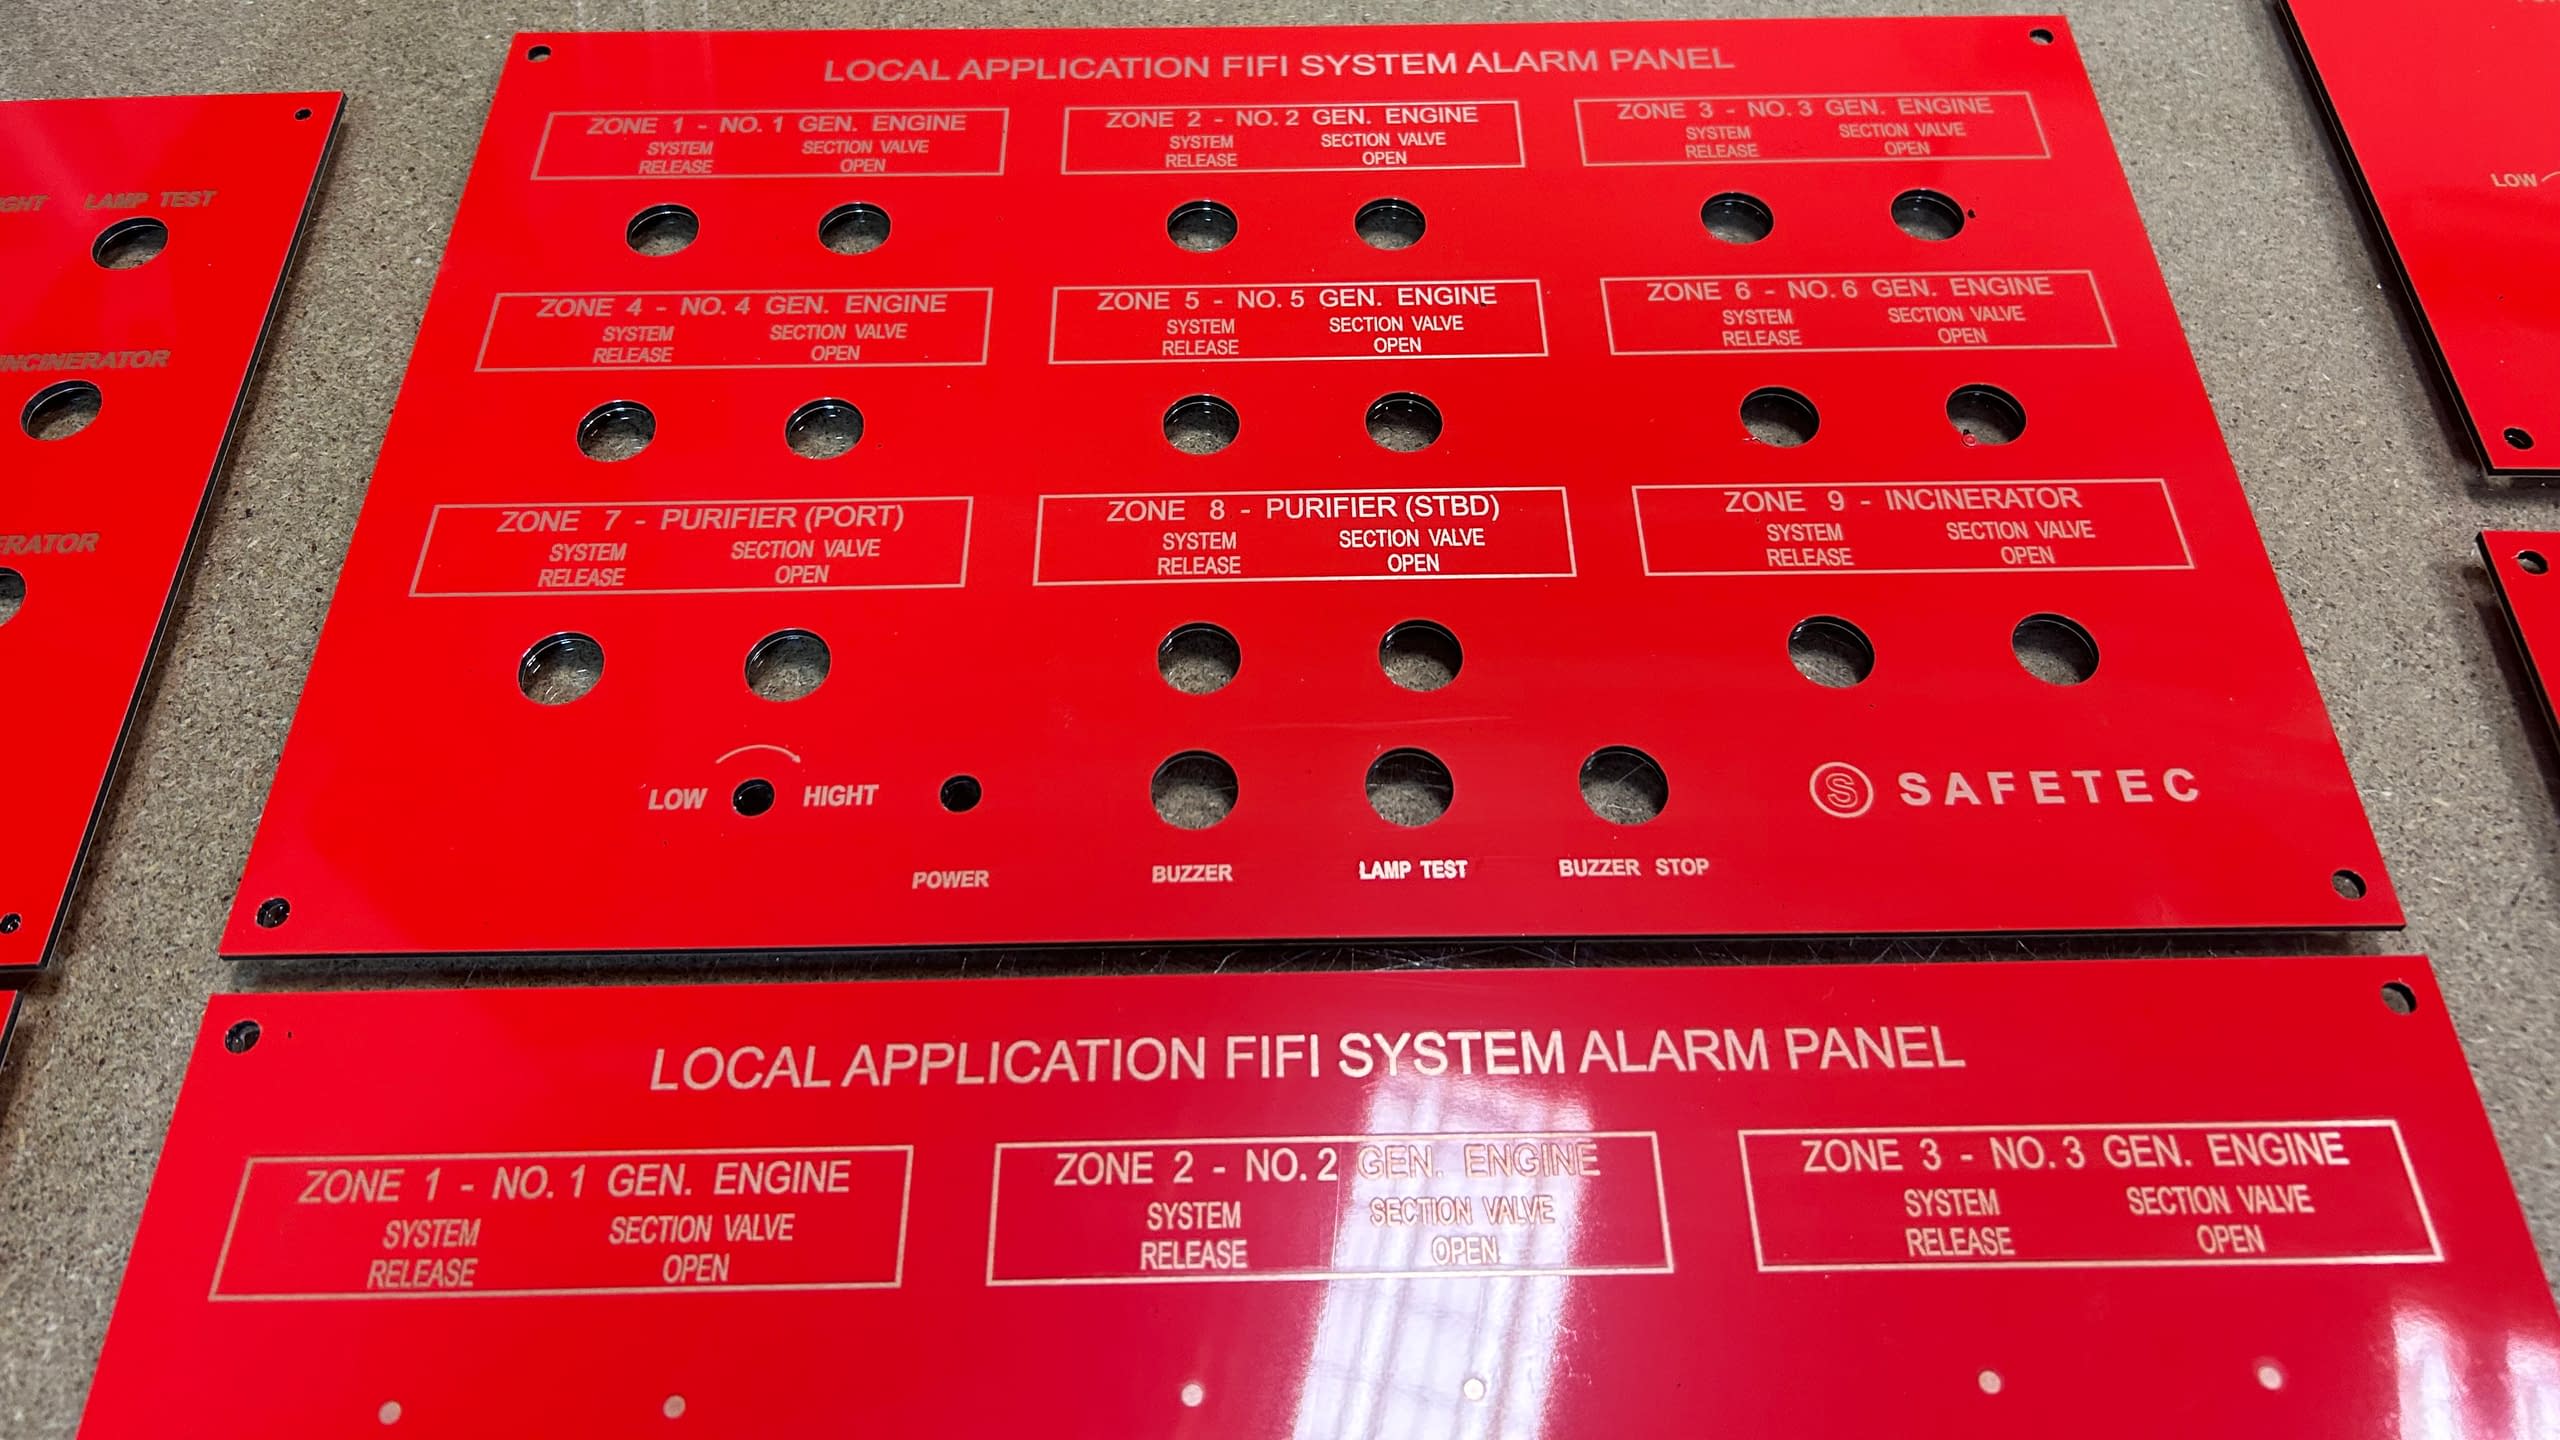 LOCAL APPLICATION FIFI SYSTEM ALARM PANEL
ZONE 1 - NO. 1 GEN. ENGINE
SYSTEM RELEASE
SECTION VALVE OPEN
ZONE 2 - NO. 2 GEN. ENGINE
SYSTEM RELEASE
SECTION VALVE OPEN
ZONE 3 - NO. 3 GEN. ENGINE
SYSTEM RELEASE
SECTION VALVE OPEN
ZONE 4 - NO. 4 GEN. ENGINE
SYSTEM RELEASE
SECTION VALVE OPEN
ZONE 5 - NO. 5 GEN. ENGINE
SYSTEM RELEASE
SECTION VALVE OPEN
ZONE 6 - NO. 6 GEN. ENGINE
SYSTEM RELEASE
SECTION VALVE OPEN
ZONE 7 - PURIFIER (PORT)
SYSTEM RELEASE
SECTION VALVE OPEN
ZONE 8 - PURIFIER (STBD)
SYSTEM RELEASE
SECTION VALVE OPEN
ZONE 9 - INCINERATOR
SYSTEM RELEASE
SECTION VALVE OPEN
LOW HIGHT
S SAFETEC
POWER
BUZZER
LAMP TEST
BUZZER STOP
LOCAL APPLICATION FIFI SYSTEM ALARM PANEL
ZONE 1 - NO. 1 GEN. ENGINE
SYSTEM RELEASE
SECTION VALVE OPEN
ZONE 2 - NO. 2 GEN. ENGINE
SYSTEM RELEASE
SECTION VALVE OPEN
ZONE 3 - NO. 3 GEN. ENGINE
SYSTEM RELEASE
SECTION VALVE OPEN
LAMP TEST
INCINERATOR
LOW